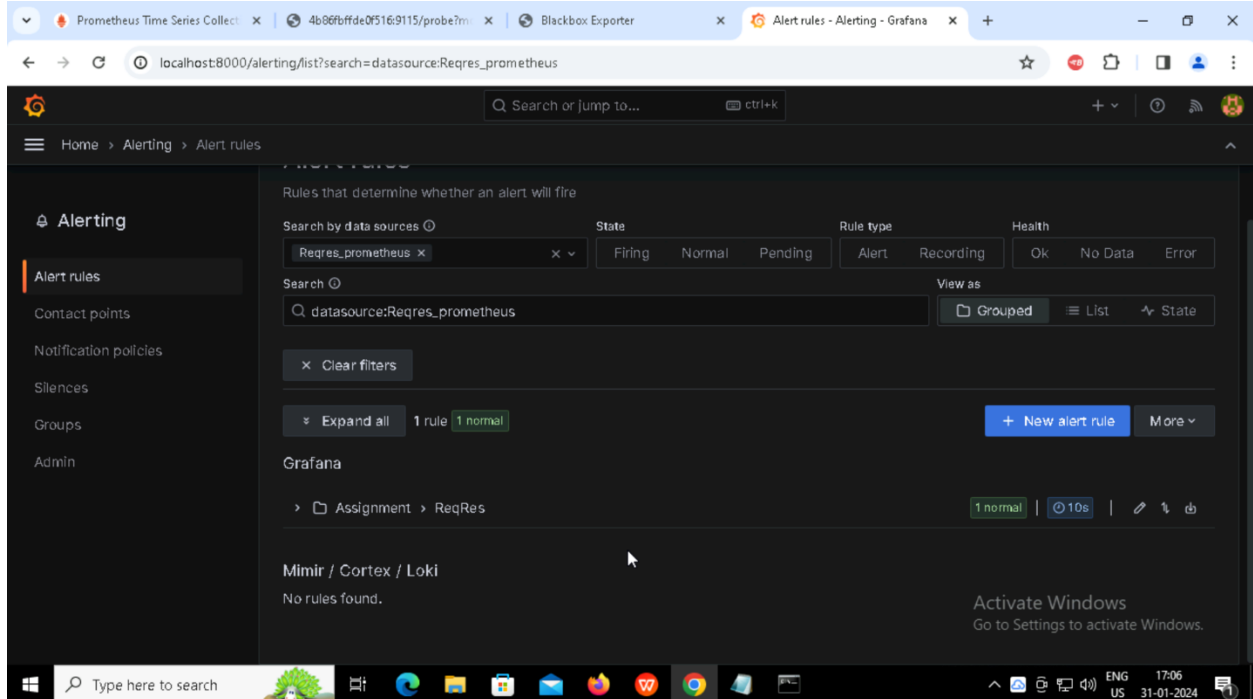 Prometheus Time Series Collect
4b86fbffde0f516:9115/probe?m
Blackbox Exporter
Alert rules - Alerting - Grafana
localhost:8000/alerting/list?search=datasource:Reqres_prometheus
Search or jump to... ctrl+k
Home › Alerting › Alert rules
Alert rules
Rules that determine whether an alert will fire
Alerting
Alert rules
Contact points
Notification policies
Silences
Groups
Admin
Search by data sources State Rule type Health
Reqres_prometheus Firing Normal Pending Alert Recording Ok No Data Error
Search View as
datasource:Reqres_prometheus Grouped List State
Clear filters
Expand all 1 rule 1 normal + New alert rule More
Grafana
Assignment › ReqRes 1 normal | 10s |
Mimir / Cortex / Loki
No rules found.
Activate Windows
Go to Settings to activate Windows.
Type here to search
ENG
US
17:06
31-01-2024